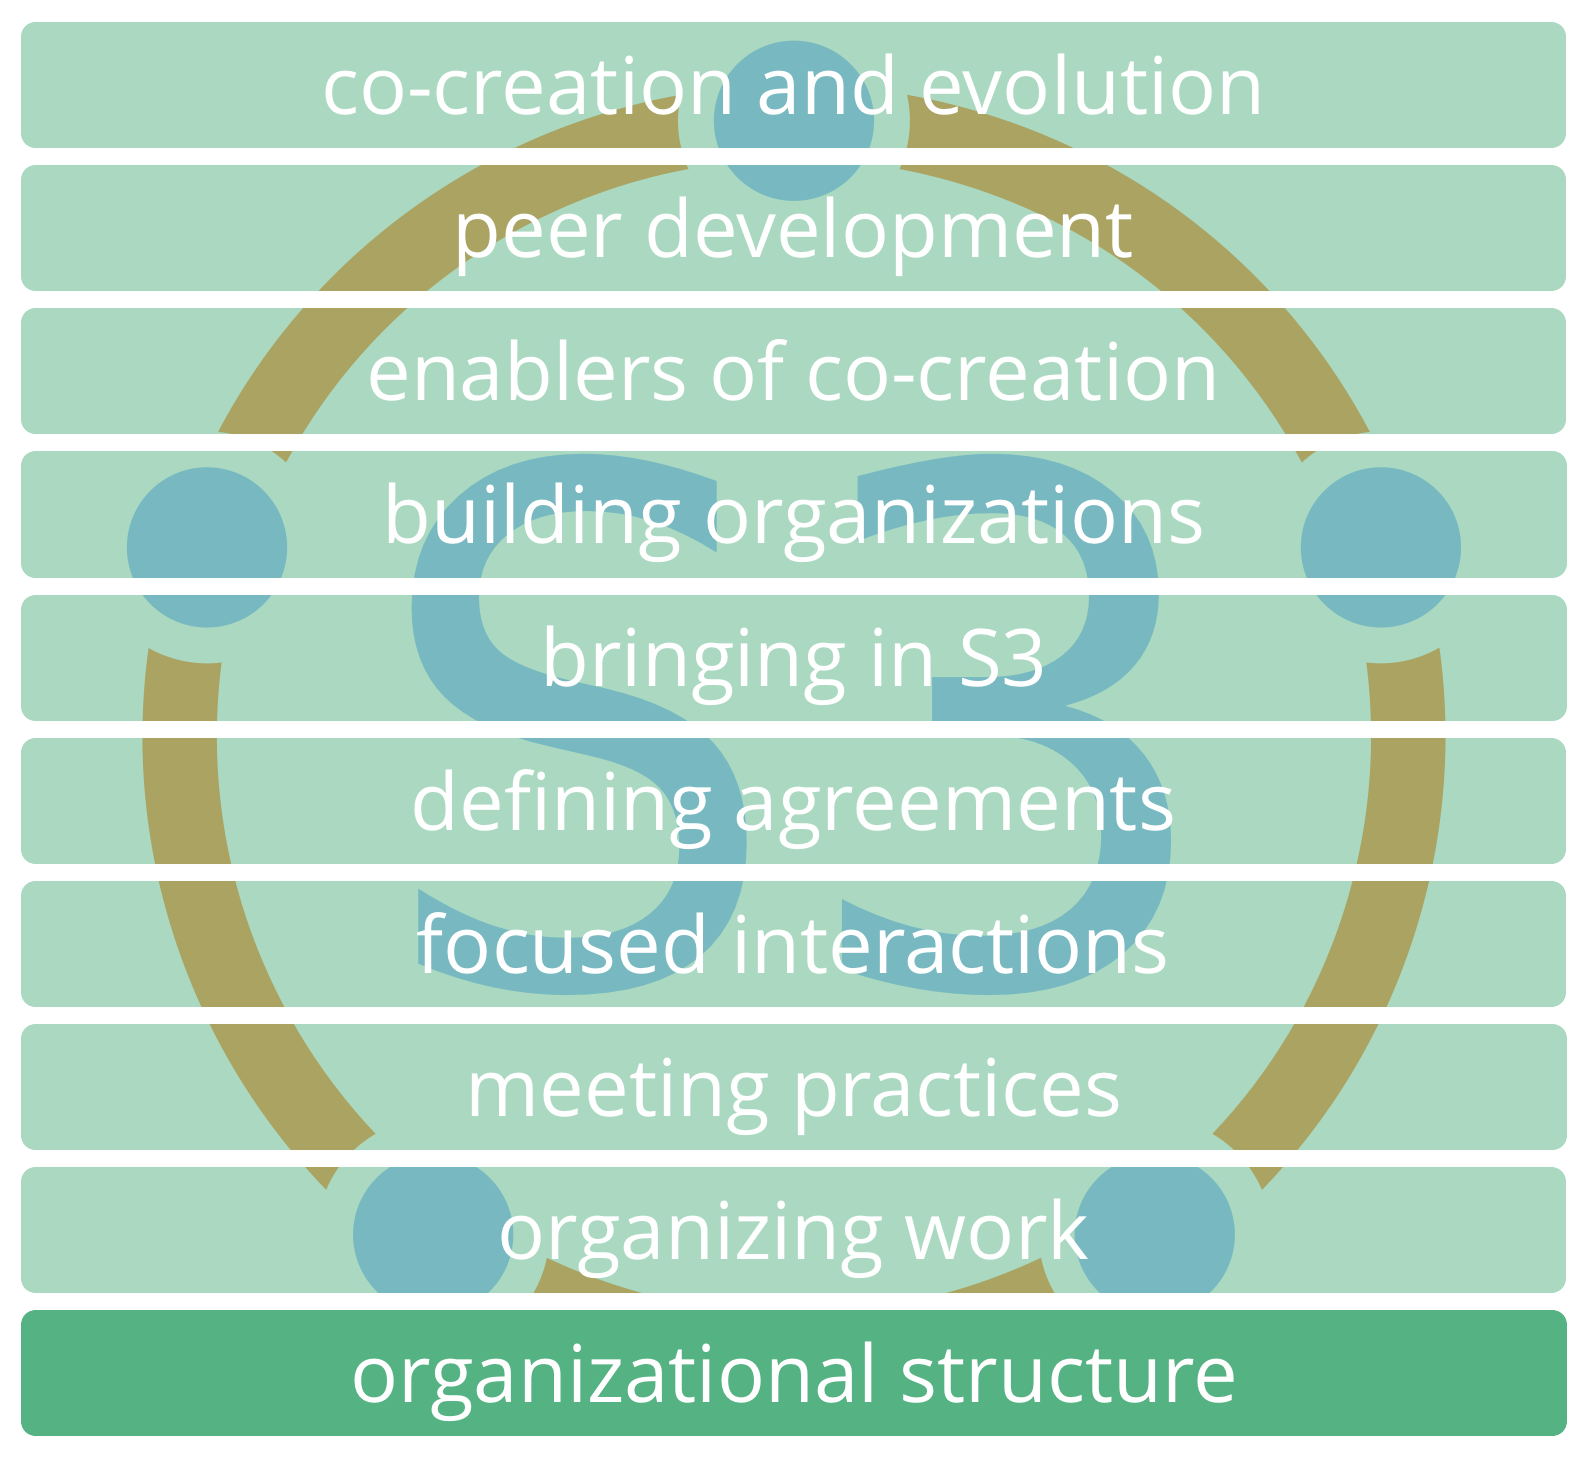 co-creation and evolution
peer development
enablers of co-creation
building organizations
bringing in S3
defining agreements
focused interactions
meeting practices
organizing work
organizational structure
S3